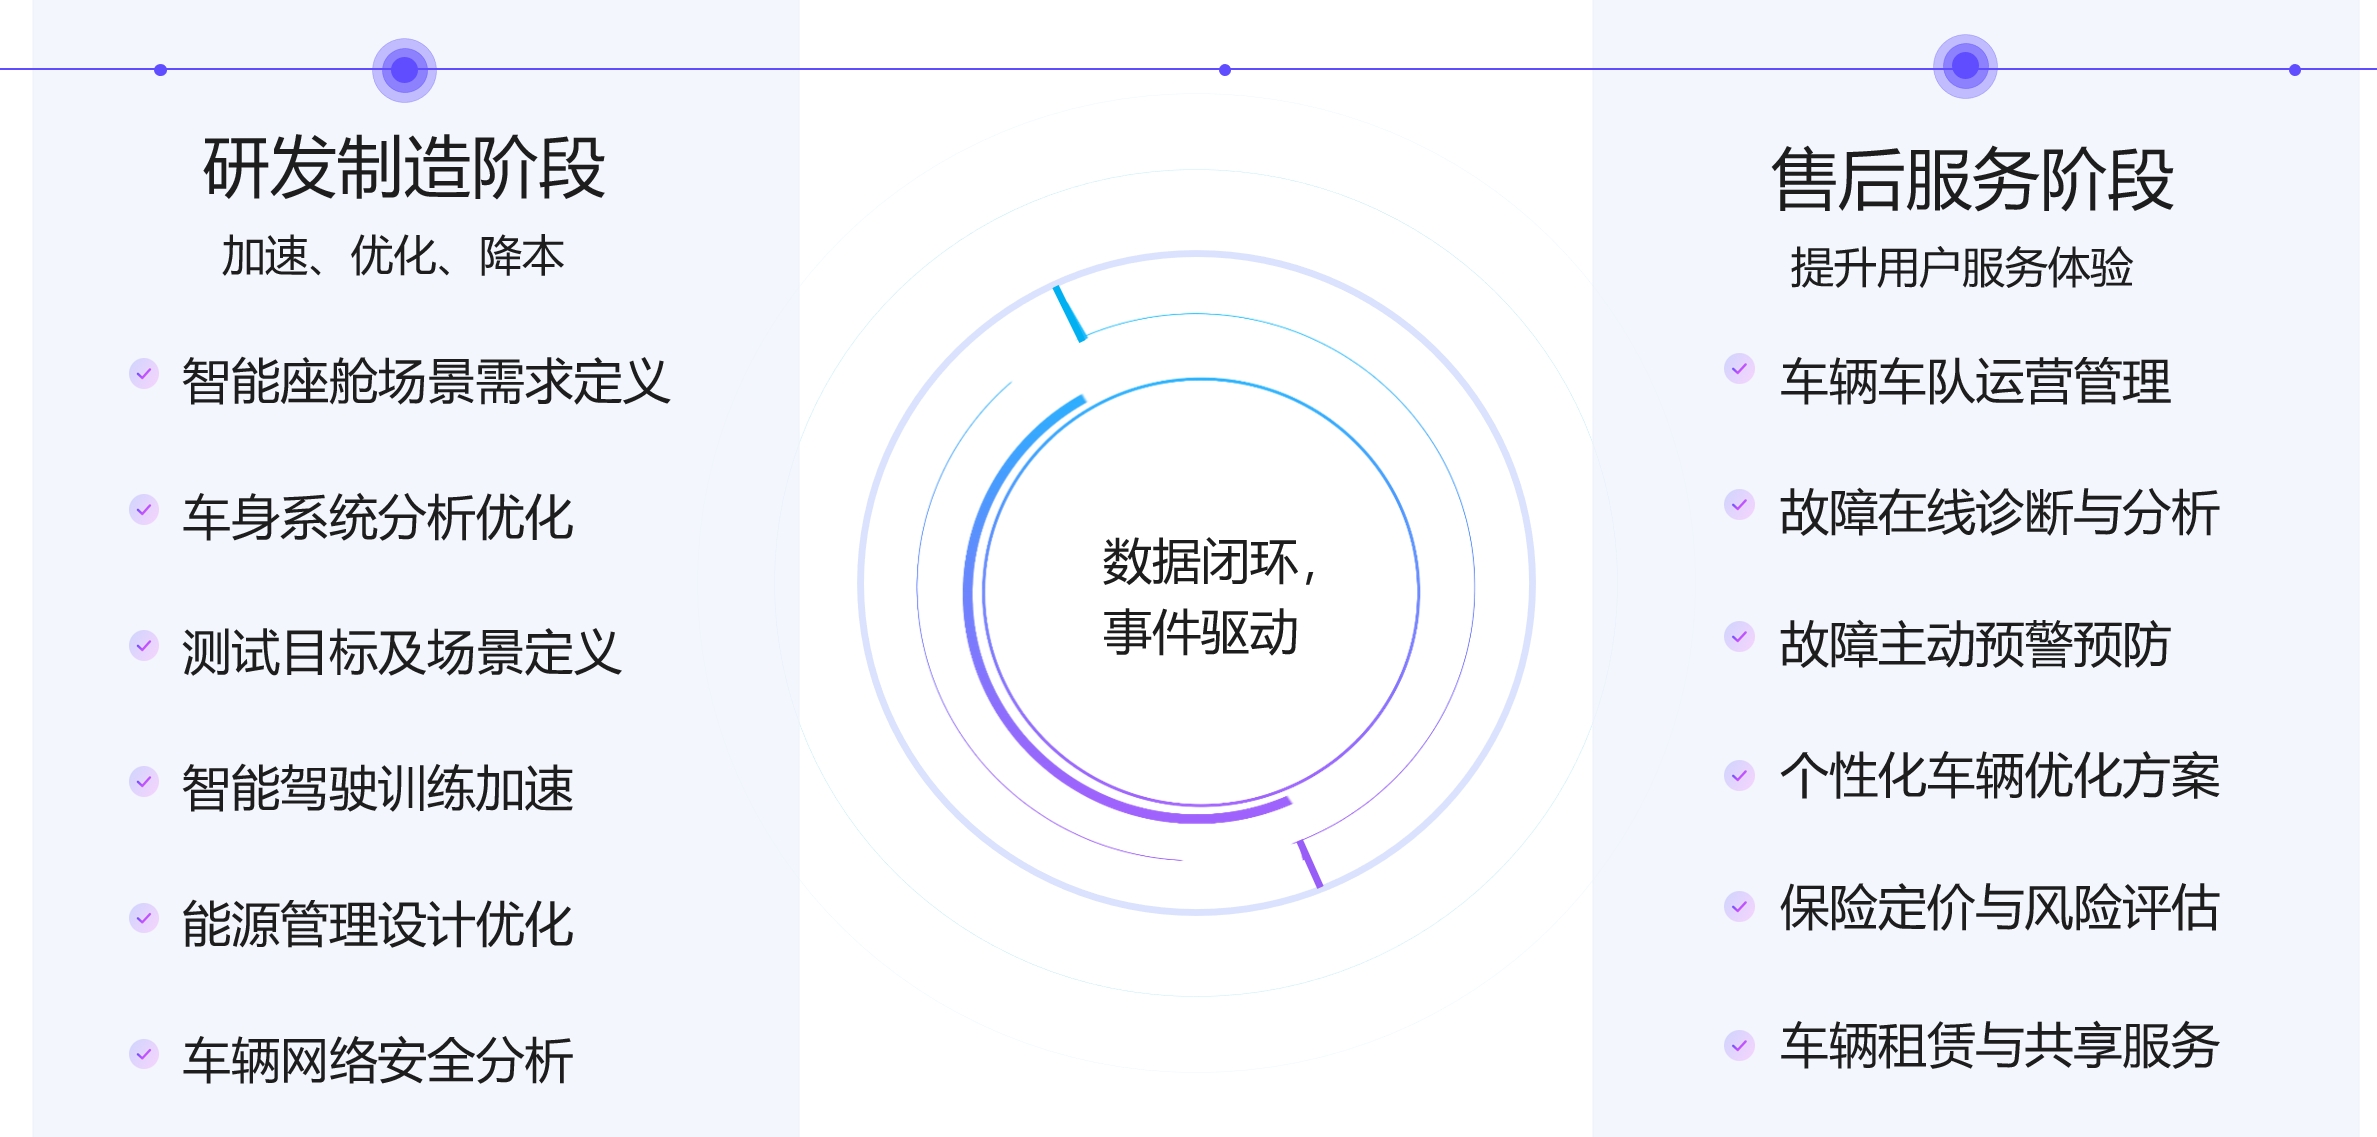 研发制造阶段
加速、优化、降本
智能座舱场景需求定义
车身系统分析优化
测试目标及场景定义
智能驾驶训练加速
能源管理设计优化
车辆网络安全分析
数据闭环，
事件驱动
售后服务阶段
提升用户服务体验
车辆车队运营管理
故障在线诊断与分析
故障主动预警预防
个性化车辆优化方案
保险定价与风险评估
车辆租赁与共享服务